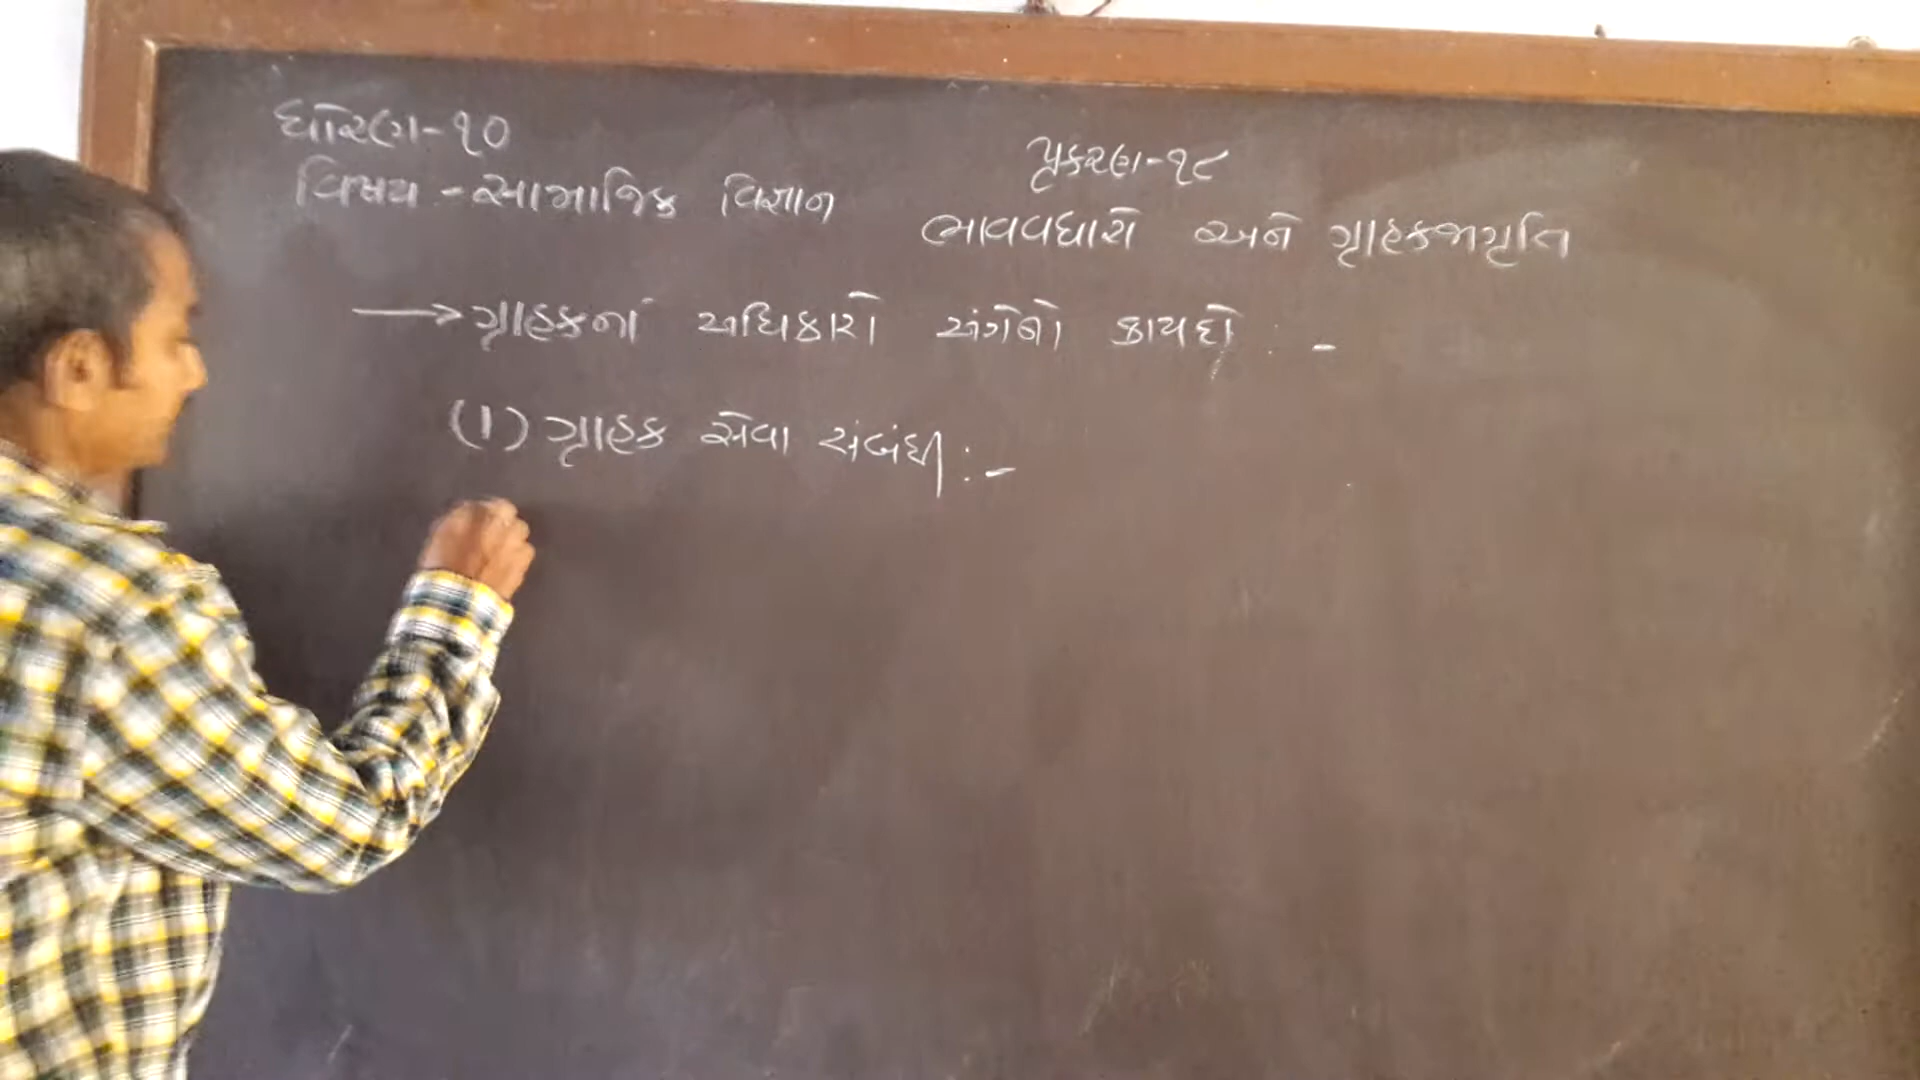 ધોરણ-૧૦
વિષય - સામાજિક વિજ્ઞાન
પ્રકરણ-૧૮
ભાવવધારો અને ગ્રાહકજાગૃતિ
→ ગ્રાહકનાં અધિકારો અંગેનો કાયદો : -
(1) ગ્રાહક સેવા સંબંધી : -